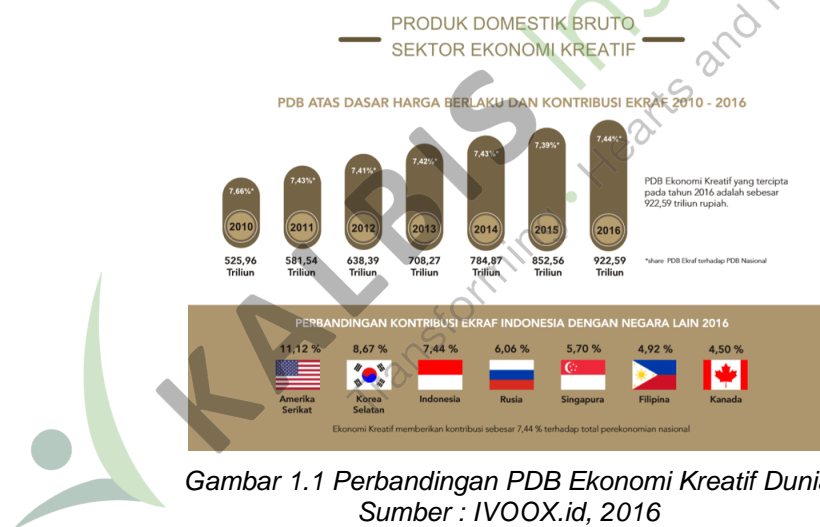 PRODUK DOMESTIK BRUTO
SEKTOR EKONOMI KREATIF
PDB ATAS DASAR HARGA BERLAKU DAN KONTRIBUSI EKRAF 2010 - 2016
7,66%* 7,43%* 7,41%* 7,42%* 7,43%* 7,39%* 7,44%*
2010 2011 2012 2013 2014 2015 2016
525,96 581,54 638,39 708,27 784,87 852,56 922,59
Triliun Triliun Triliun Triliun Triliun Triliun Triliun
PDB Ekonomi Kreatif yang tercipta
pada tahun 2016 adalah sebesar
922,59 triliun rupiah.
*share PDB Ekraf terhadap PDB Nasional
PERBANDINGAN KONTRIBUSI EKRAF INDONESIA DENGAN NEGARA LAIN 2016
11,12 % 8,67 % 7,44 % 6,06 % 5,70 % 4,92 % 4,50 %
Amerika Korea Indonesia Rusia Singapura Filipina Kanada
Serikat Selatan
Ekonomi Kreatif memberikan kontribusi sebesar 7,44 % terhadap total perekonomian nasional
Gambar 1.1 Perbandingan PDB Ekonomi Kreatif Dunia
Sumber : IVOOX.id, 2016
KALBIS Ins
Transforming • Hearts and